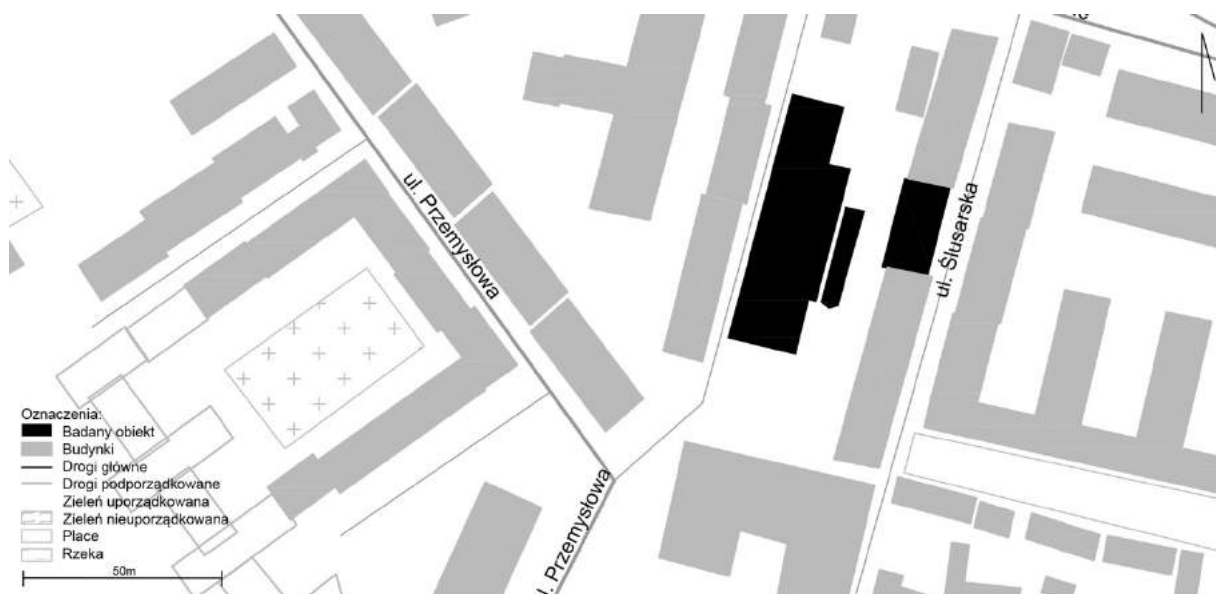 ul. Przemysłowa
ul. Ślusarska
ul. Przemysłowa
Oznaczenia:
Badany obiekt
Budynki
Drogi główne
Drogi podporządkowane
Zieleń uporządkowana
Zieleń nieuporządkowana
Place
Rzeka
50m